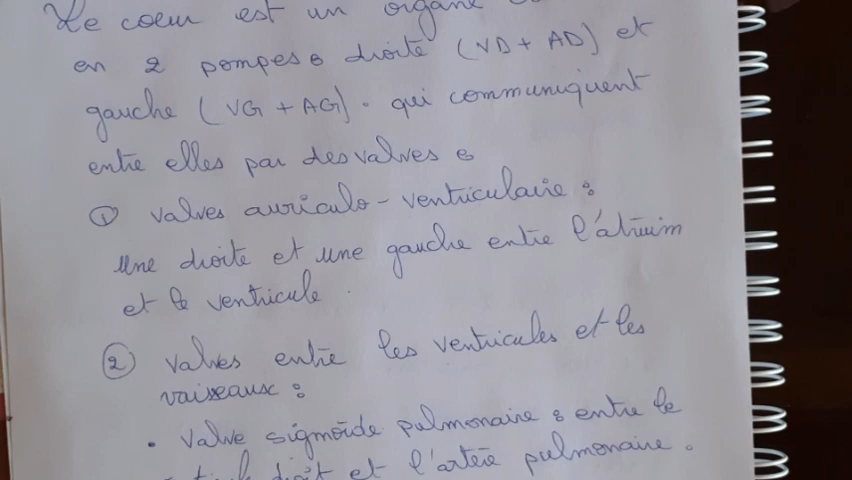 Le coeur est un organe
en 2 pompes : droite (VD + AD) et
gauche (VG + AG). qui communiquent
entre elles par des valves :
① valves auriculo-ventriculaire :
une droite et une gauche entre l'atruim
et le ventricule.
② valves entre les ventricules et les
vaisseaux :
• valve sigmoïde pulmonaire : entre le
droit et l'artère pulmonaire.